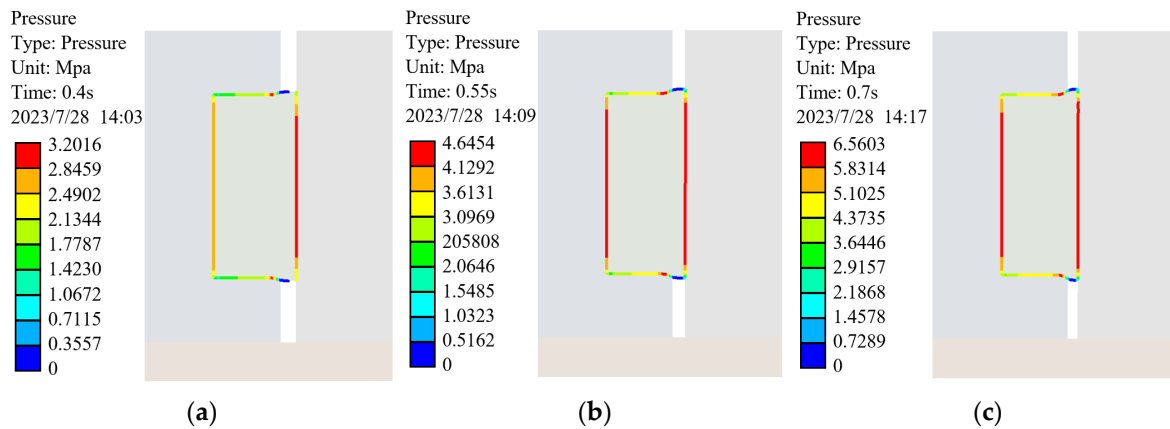 Pressure
Type: Pressure
Unit: Mpa
Time: 0.4s
2023/7/28 14:03
3.2016
2.8459
2.4902
2.1344
1.7787
1.4230
1.0672
0.7115
0.3557
0
(a)
Pressure
Type: Pressure
Unit: Mpa
Time: 0.55s
2023/7/28 14:09
4.6454
4.1292
3.6131
3.0969
205808
2.0646
1.5485
1.0323
0.5162
0
(b)
Pressure
Type: Pressure
Unit: Mpa
Time: 0.7s
2023/7/28 14:17
6.5603
5.8314
5.1025
4.3735
3.6446
2.9157
2.1868
1.4578
0.7289
0
(c)